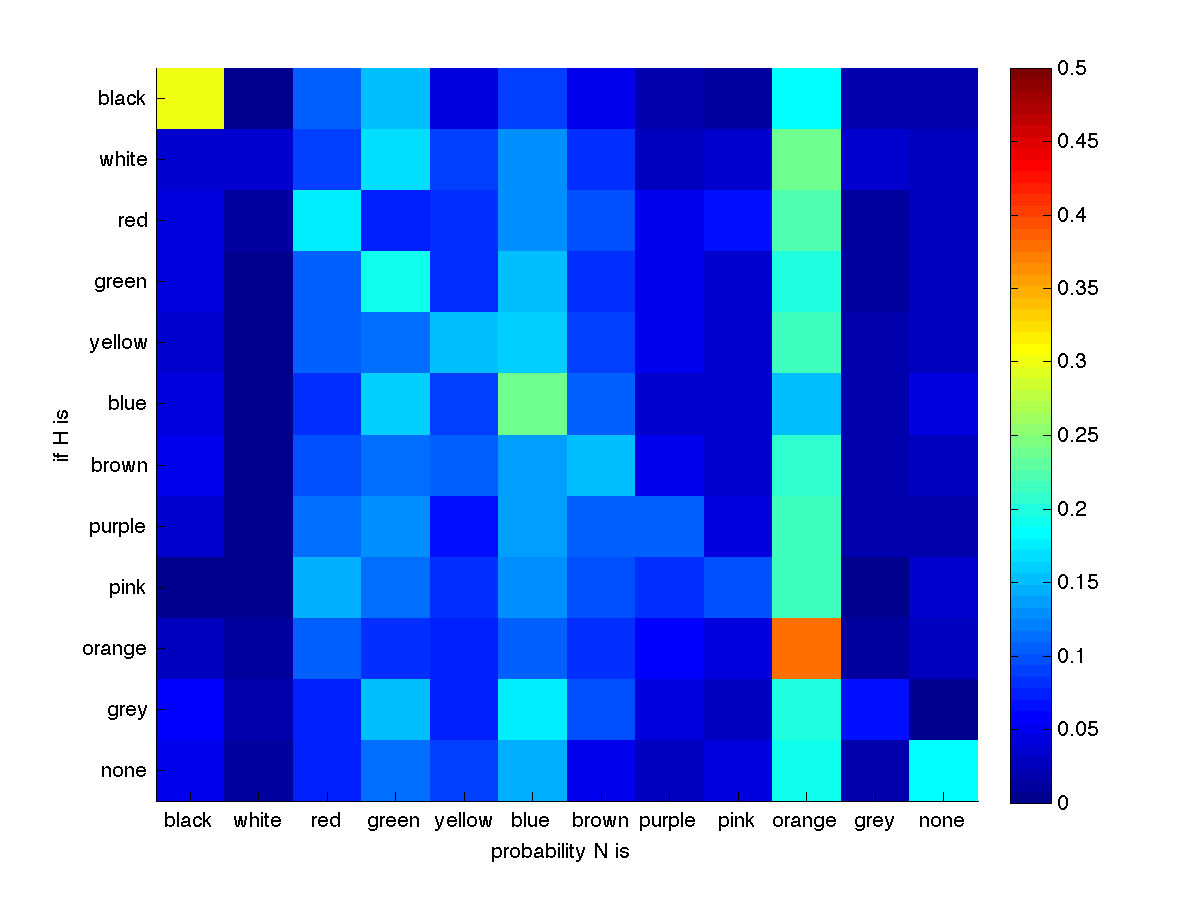 if H is
black
white
red
green
yellow
blue
brown
purple
pink
orange
grey
none
black white red green yellow blue brown purple pink orange grey none
probability N is
0.5
0.45
0.4
0.35
0.3
0.25
0.2
0.15
0.1
0.05
0